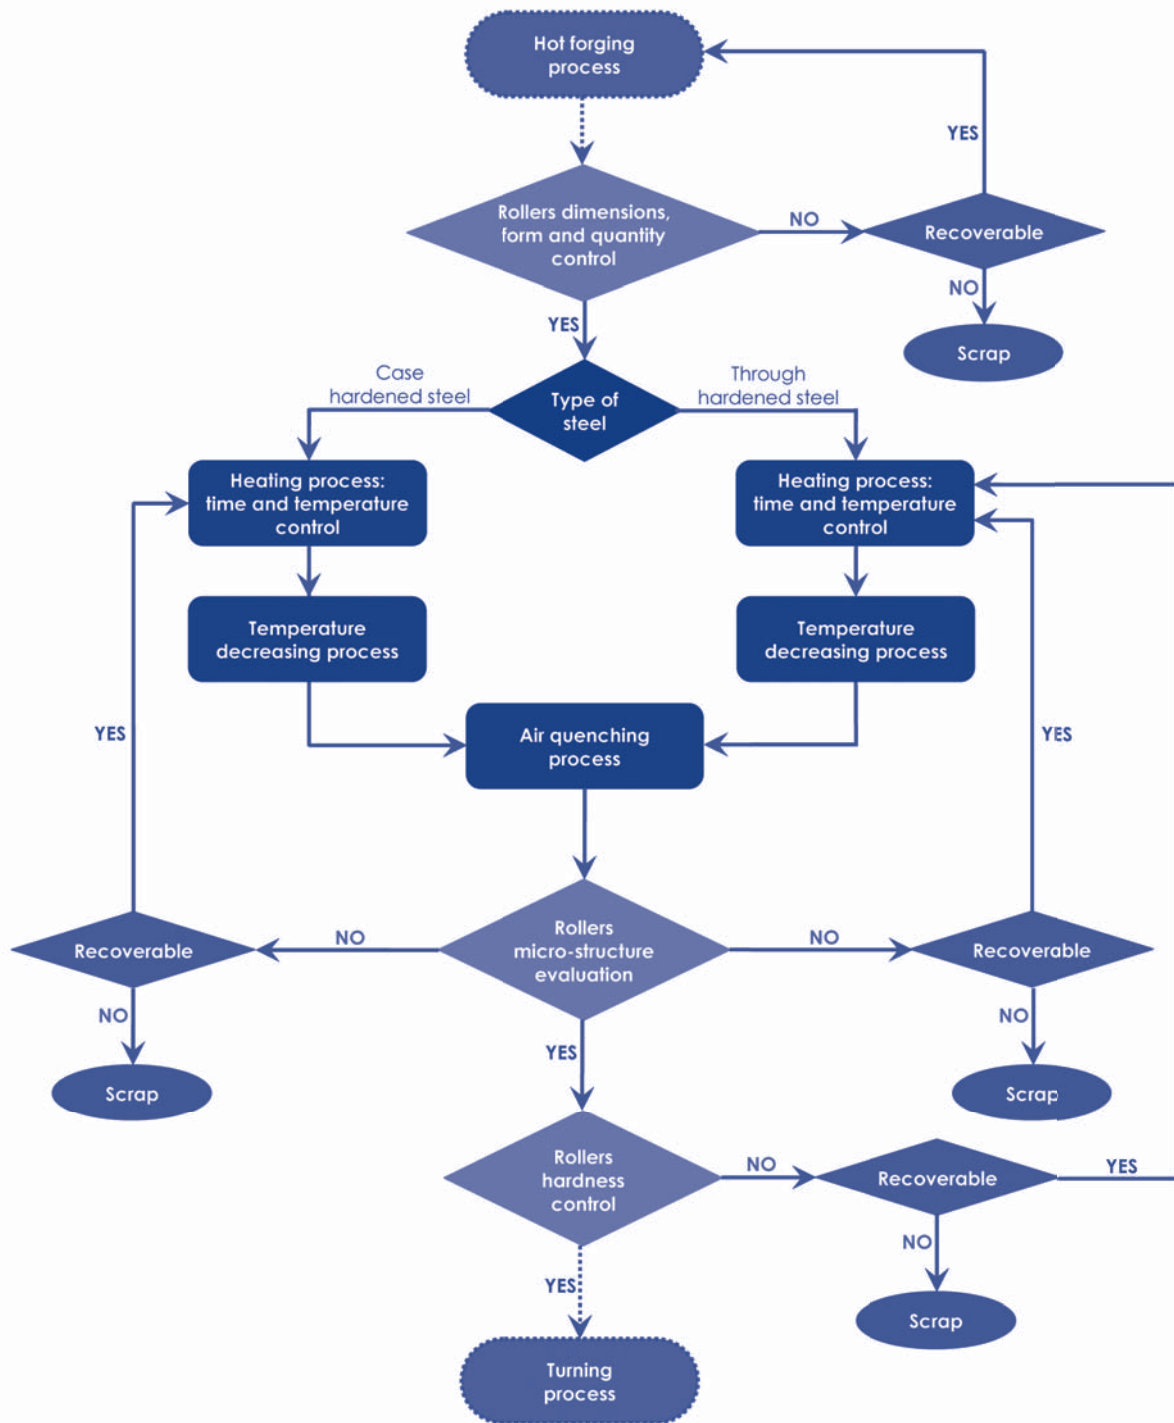 Hot forging
process
YES
Rollers dimensions,
form and quantity
control
NO
Recoverable
NO
YES
Scrap
Case
hardened steel
Type of
steel
Through
hardened steel
Heating process:
time and temperature
control
Heating process:
time and temperature
control
Temperature
decreasing process
Temperature
decreasing process
YES
Air quenching
process
YES
Recoverable
NO
Rollers
micro-structure
evaluation
NO
Recoverable
NO
YES
NO
Scrap
Scrap
Rollers
hardness
control
NO
Recoverable
YES
NO
YES
Scrap
Turning
process